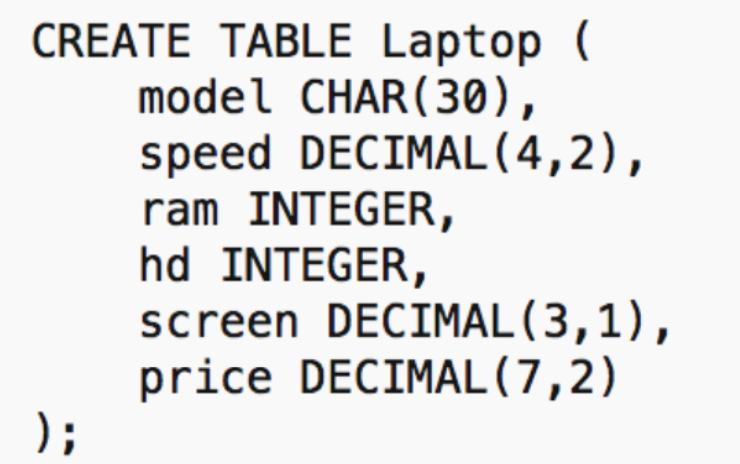 CREATE TABLE Laptop (
    model CHAR(30),
    speed DECIMAL(4,2),
    ram INTEGER,
    hd INTEGER,
    screen DECIMAL(3,1),
    price DECIMAL(7,2)
);